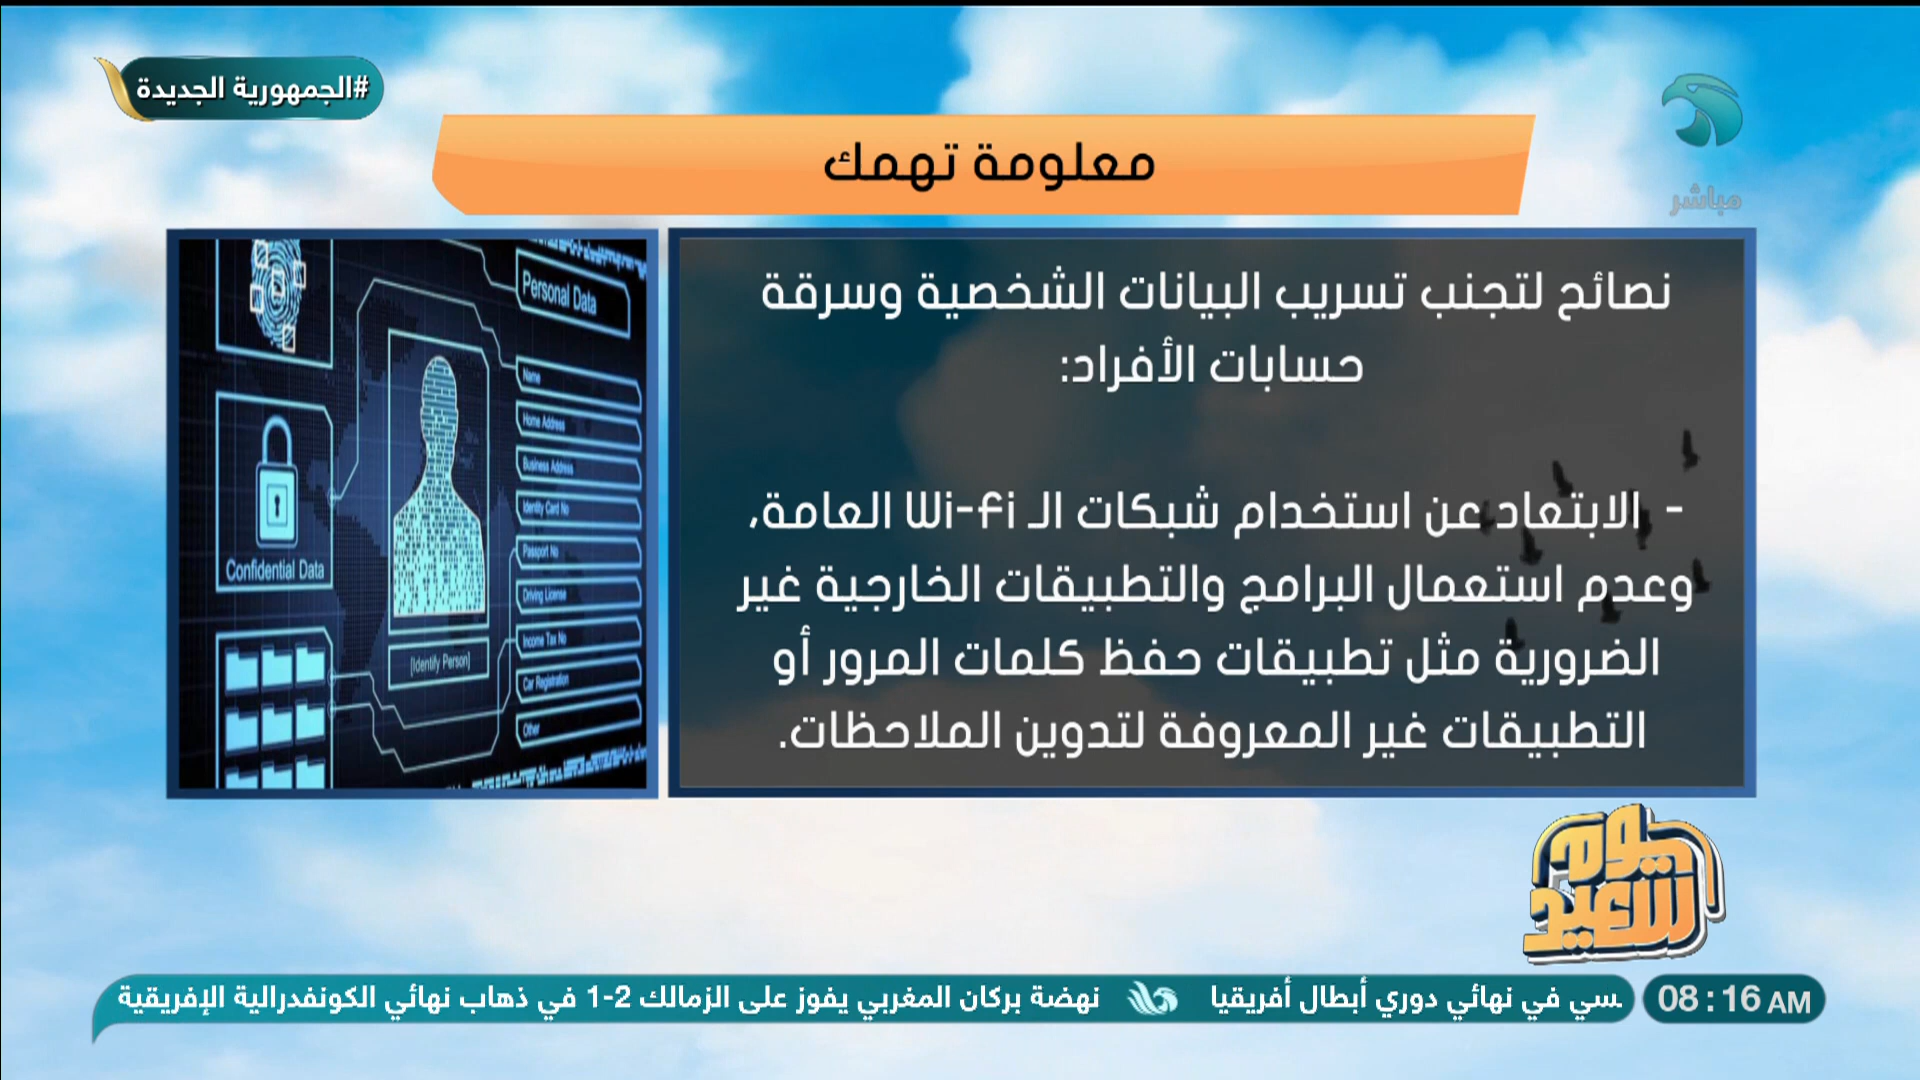 #الجمهورية الجديدة
مباشر
معلومة تهمك
نصائح لتجنب تسريب البيانات الشخصية وسرقة
حسابات الأفراد:
- الابتعاد عن استخدام شبكات الـ Wi-Fi العامة،
وعدم استعمال البرامج والتطبيقات الخارجية غير
الضرورية مثل تطبيقات حفظ كلمات المرور أو
التطبيقات غير المعروفة لتدوين الملاحظات.
Personal Data
Name
Home Address
Business Address
Identity Card No
Passport No
Driving License
Income Tax No
Car Registration
Other
Confidential Data
[Identify Person]
يوم
سعيد
سي في نهائي دوري أبطال أفريقيا
نهضة بركان المغربي يفوز على الزمالك 2-1 في ذهاب نهائي الكونفدرالية الإفريقية
08:16 AM